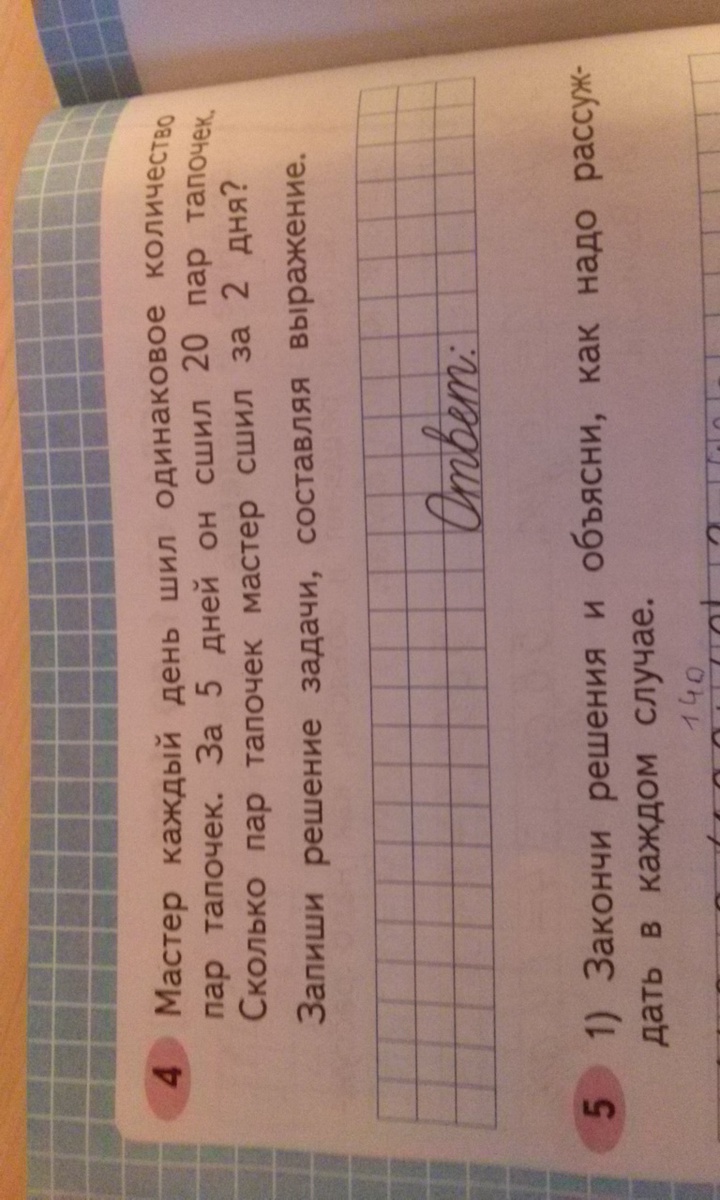 4 Мастер каждый день шил одинаковое количество
пар тапочек. За 5 дней он сшил 20 пар тапочек.
Сколько пар тапочек мастер сшил за 2 дня?
Запиши решение задачи, составляя выражение.
Ответ:
5 1) Закончи решения и объясни, как надо рассуж-
дать в каждом случае.
140